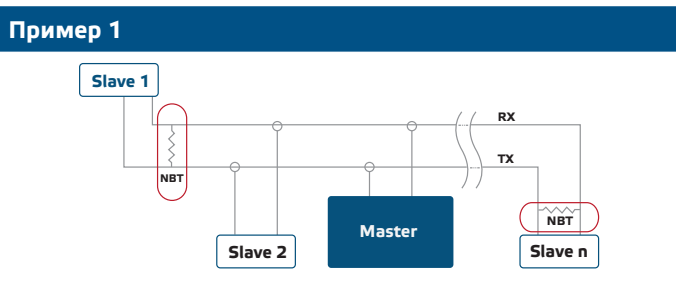 Пример 1
Slave 1
RX
TX
NBT
NBT
Master
Slave 2
Slave n